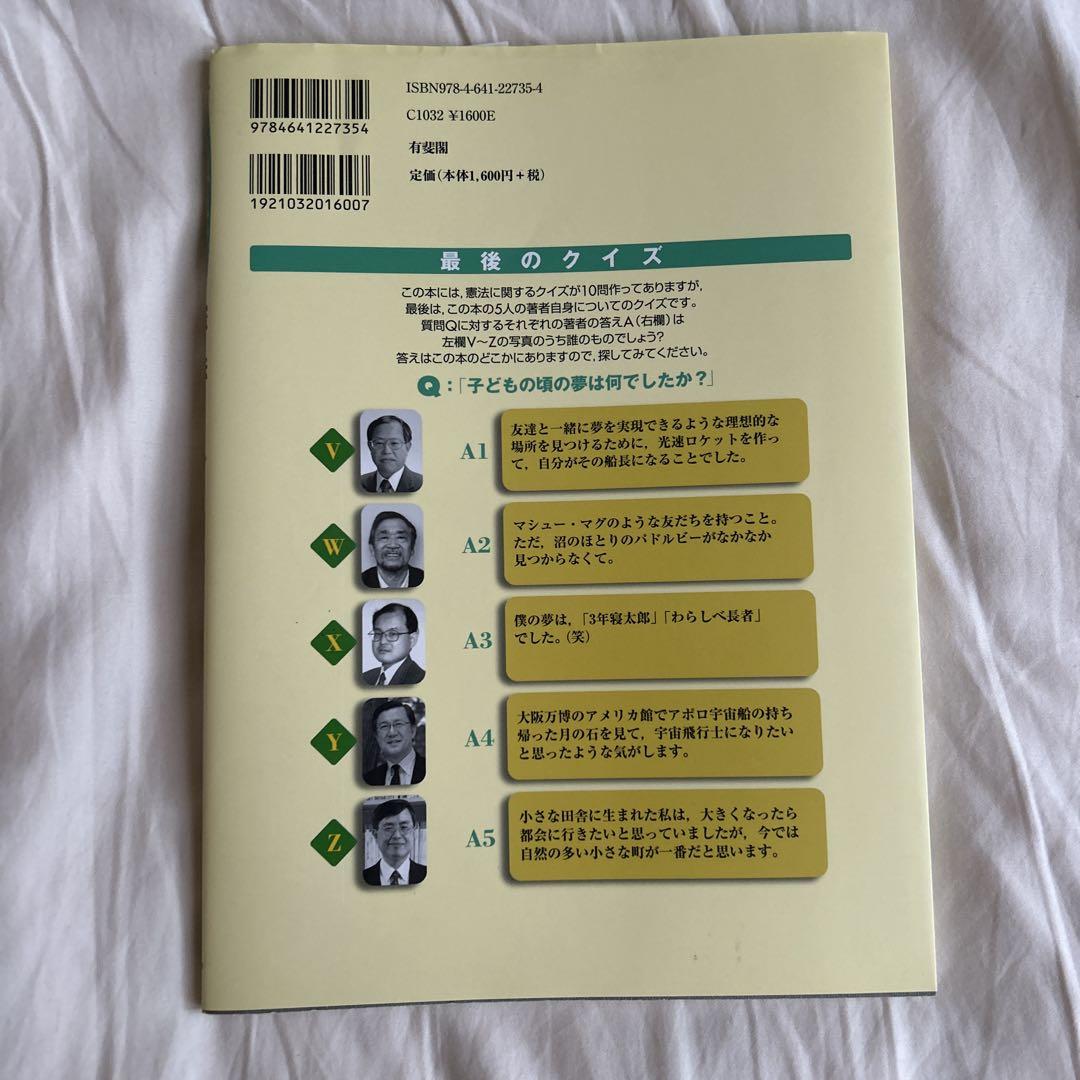 ISBN978-4-641-22735-4
9784641227354
C1032 ¥1600E
有斐閣
定価(本体1,600円+税)
1921032016007
最後のクイズ
この本には,憲法に関するクイズが10問作ってありますが,
最後は,この本の5人の著者自身についてのクイズです。
質問Qに対するそれぞれの著者の答えA(右欄)は
左欄V〜Zの写真のうち誰のものでしょう?
答えはこの本のどこかにありますので,探してみてください。
Q:「子どもの頃の夢は何でしたか?」
V
A1
友達と一緒に夢を実現できるような理想的な
場所を見つけるために,光速ロケットを作っ
て,自分がその船長になることでした。
W
A2
マシュー・マグのような友だちを持つこと。
ただ,沼のほとりのパドルビーがなかなか
見つからなくて。
X
A3
僕の夢は,「3年寝太郎」「わらしべ長者」
でした。(笑)
Y
A4
大阪万博のアメリカ館でアポロ宇宙船の持ち
帰った月の石を見て,宇宙飛行士になりたい
と思ったような気がします。
Z
A5
小さな田舎に生まれた私は,大きくなったら
都会に行きたいと思っていましたが,今では
自然の多い小さな町が一番だと思います。